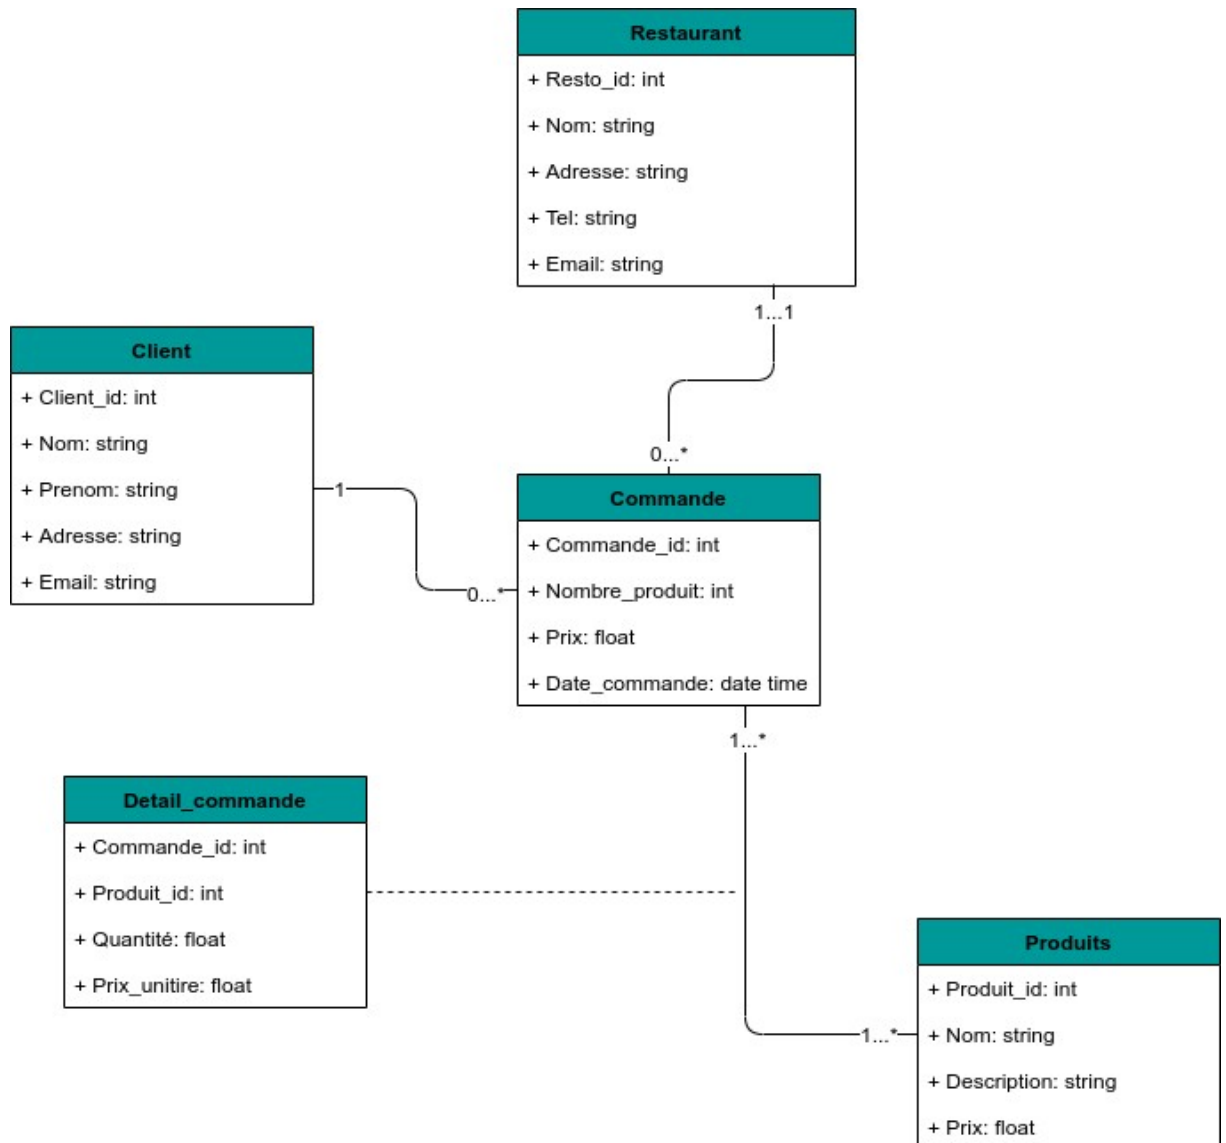 Restaurant
+ Resto_id: int
+ Nom: string
+ Adresse: string
+ Tel: string
+ Email: string
1...1
Client
+ Client_id: int
+ Nom: string
+ Prenom: string
+ Adresse: string
+ Email: string
1
0...*
0...*
Commande
+ Commande_id: int
+ Nombre_produit: int
+ Prix: float
+ Date_commande: date time
1...*
Detail_commande
+ Commande_id: int
+ Produit_id: int
+ Quantité: float
+ Prix_unitire: float
1...*
Produits
+ Produit_id: int
+ Nom: string
+ Description: string
+ Prix: float